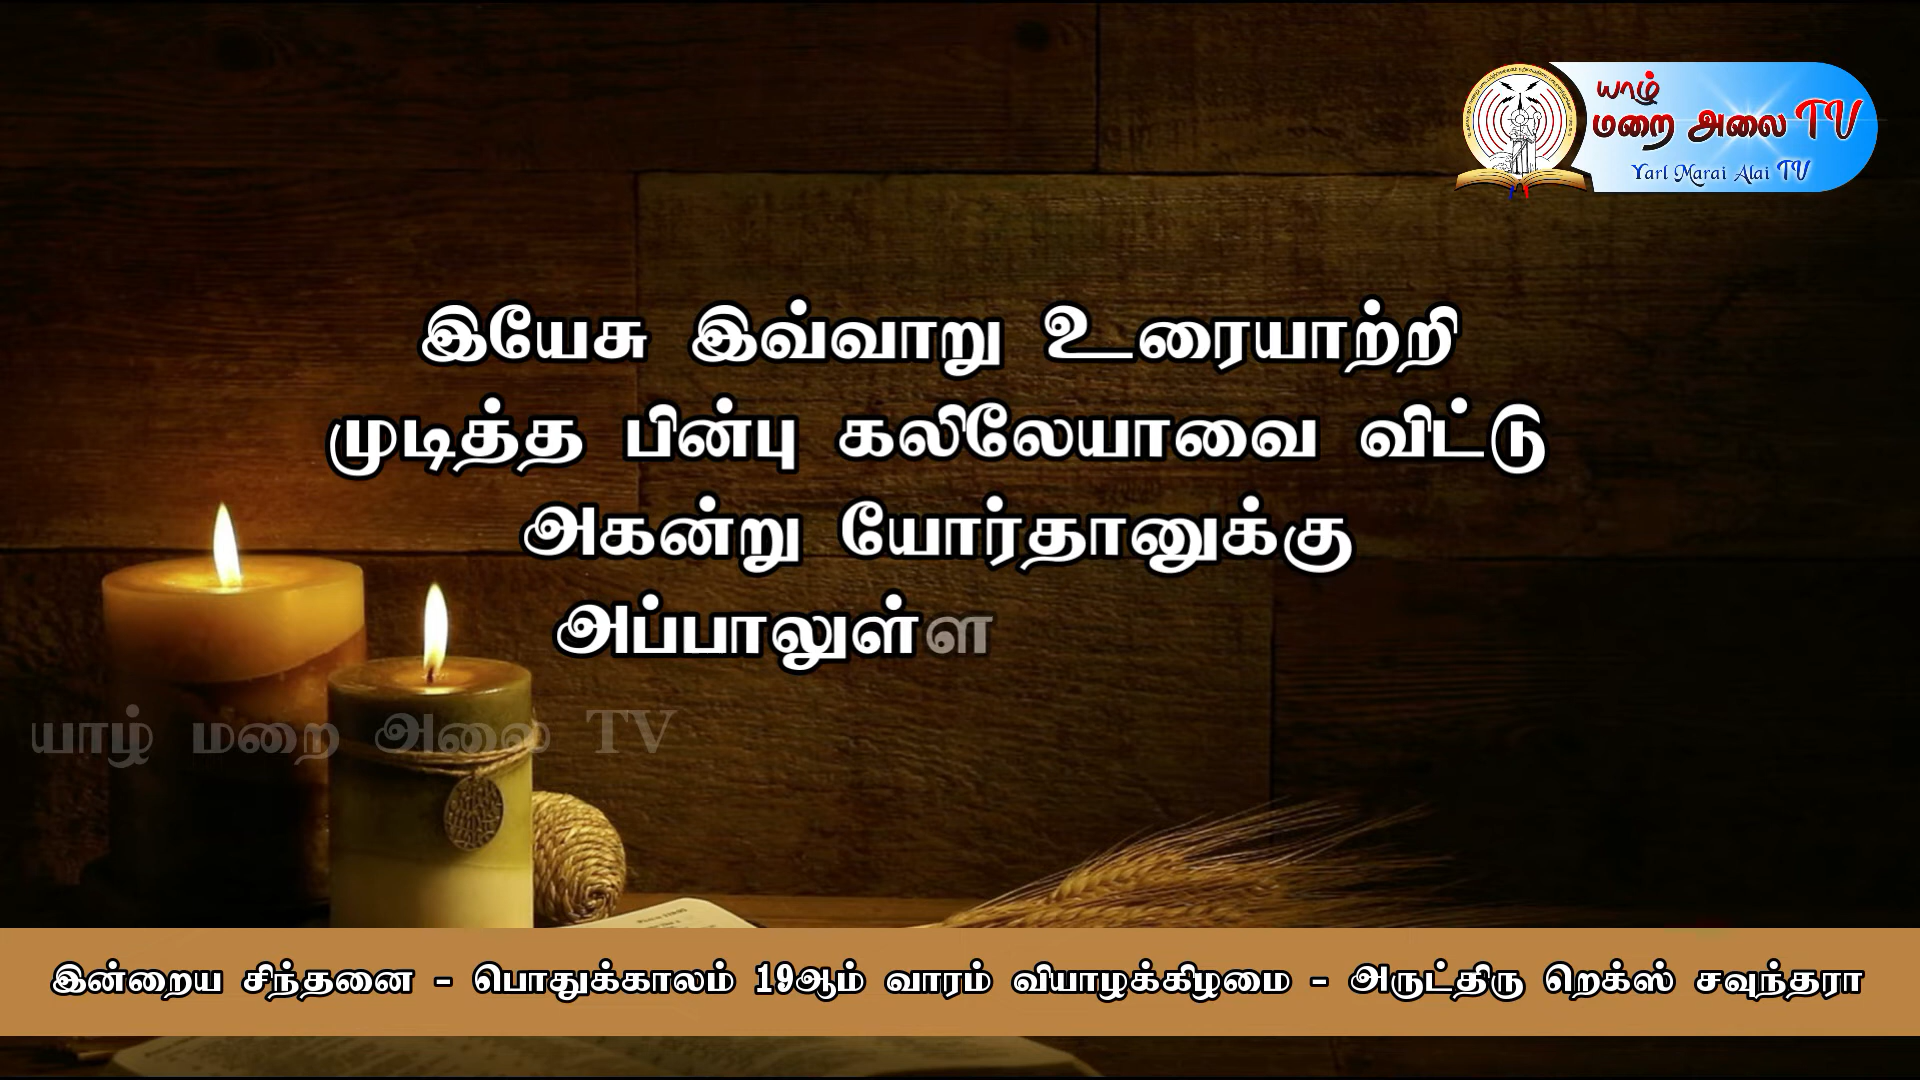 யாழ்
மறை அலை TV
Yarl Marai Alai TV
இயேசு இவ்வாறு உரையாற்றி
முடித்த பின்பு கலிலேயாவை விட்டு
அகன்று யோர்தானுக்கு
அப்பாலுள்ள
யாழ் மறை அலை TV
இன்றைய சிந்தனை - பொதுக்காலம் 19ஆம் வாரம் வியாழக்கிழமை - அருட்திரு றெக்ஸ் சவுந்தரா